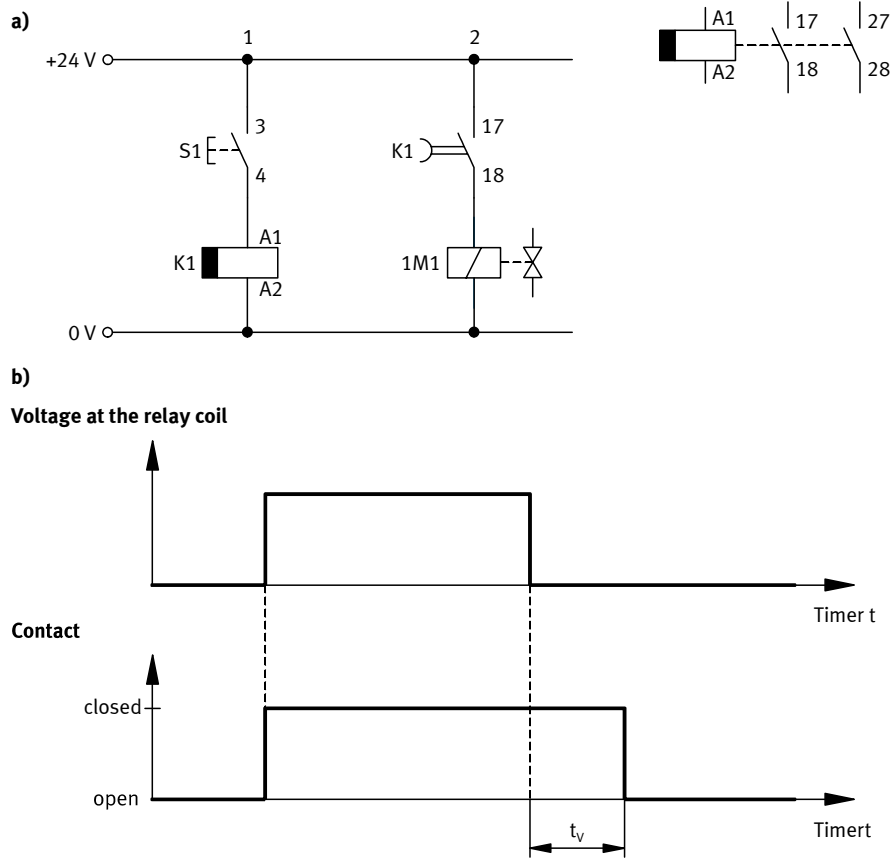 a)
1
2
A1
17
27
+24 V
A2
18
28
3
17
S1
K1
4
18
A1
K1
1M1
A2
0 V
b)
Voltage at the relay coil
Timer t
Contact
closed
open
Timert
tv